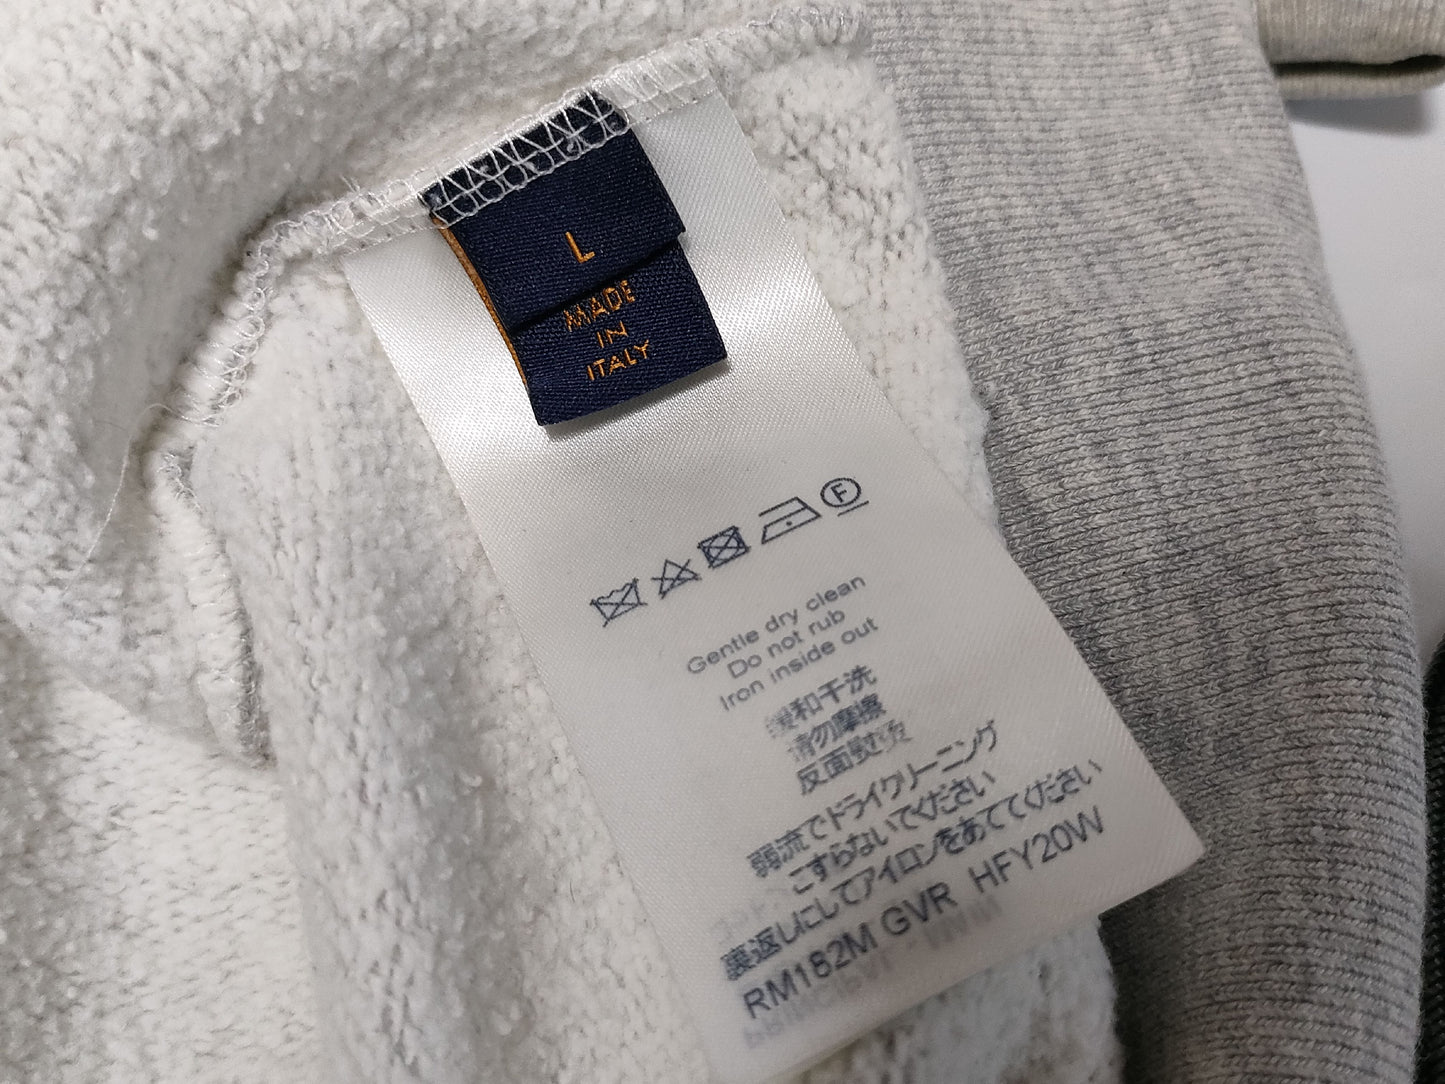 L
MADE
IN
ITALY
F
Gentle dry clean
Do not rub
Iron inside out
缓和干洗
请勿摩擦
反面熨烫
弱流でドライクリーニング
こすらないでください
裏返しにしてアイロンをあててください
RM182M GVR HFY20W